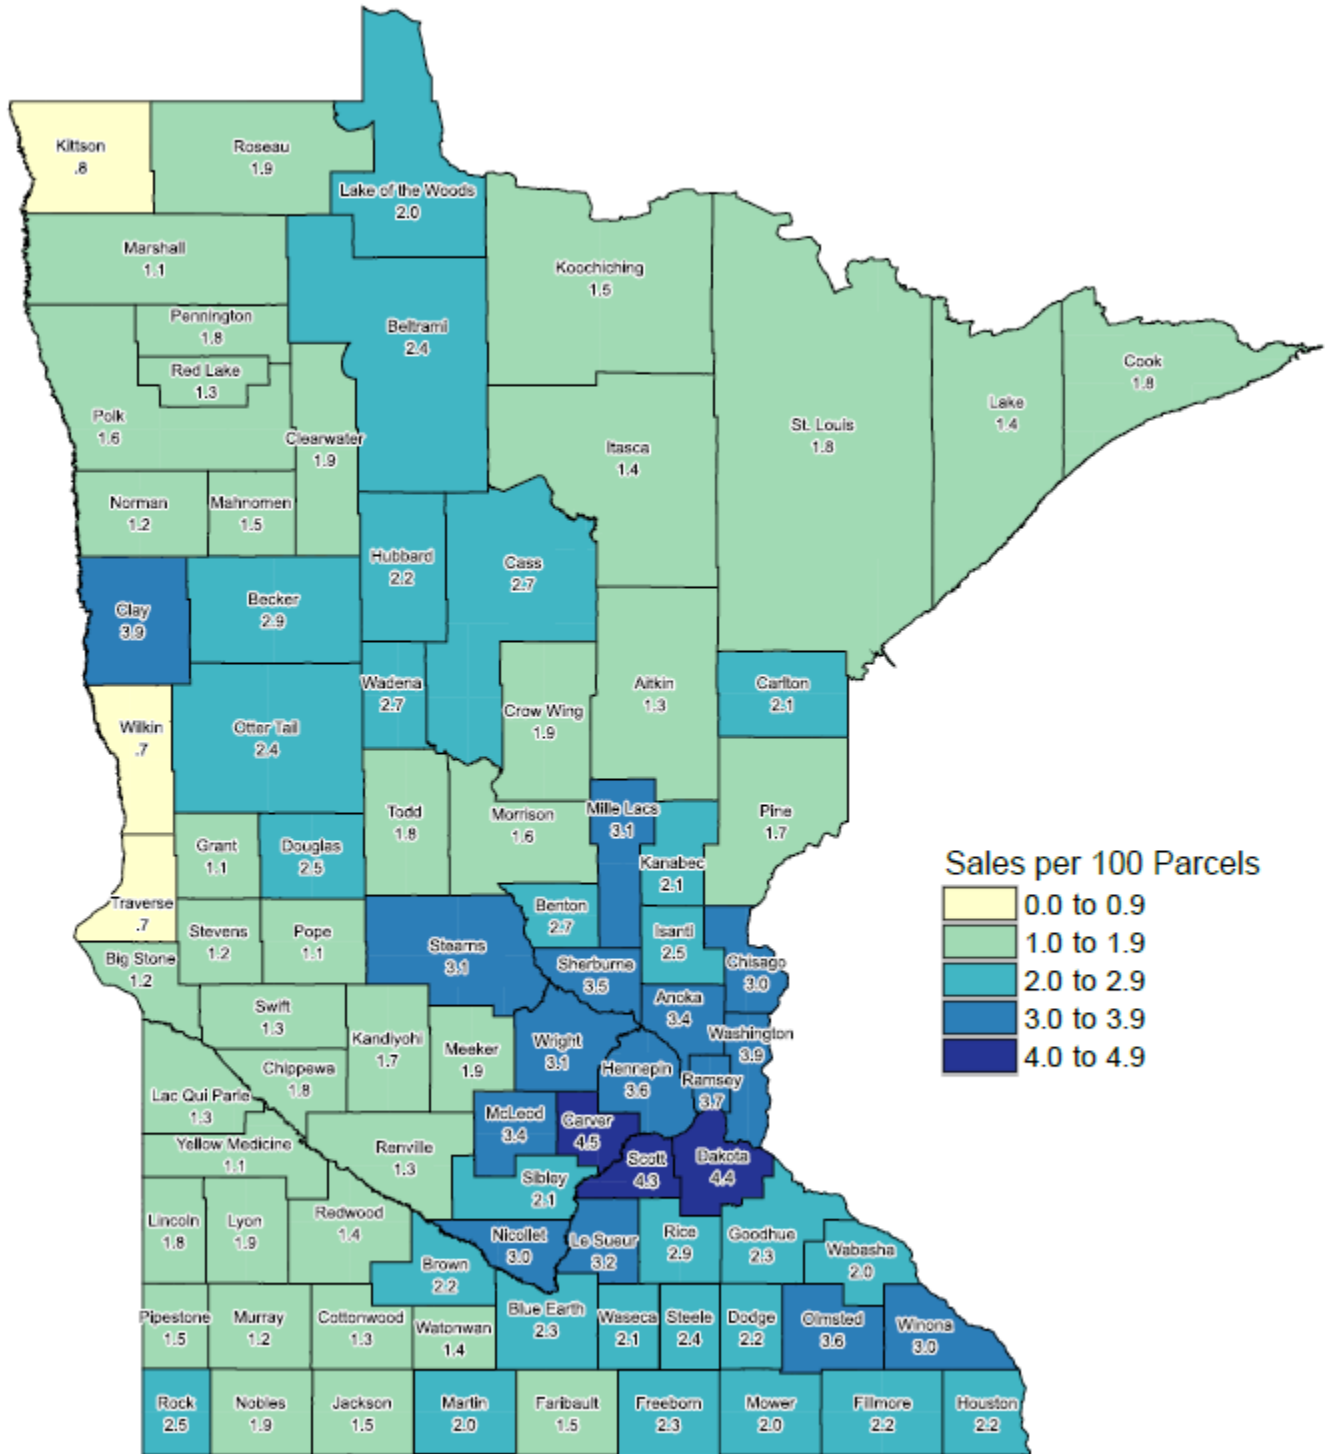 Kittson
.8
Roseau
1.9
Lake of the Woods
2.0
Marshall
1.1
Koochiching
1.5
Pennington
1.8
Beltrami
2.4
Red Lake
1.3
Cook
1.8
Polk
1.6
Lake
1.4
St. Louis
1.8
Clearwater
1.9
Itasca
1.4
Norman
1.2
Mahnomen
1.5
Hubbard
2.2
Cass
2.7
Clay
3.9
Becker
2.9
Wadena
2.7
Aitkin
1.3
Carlton
2.1
Crow Wing
1.9
Wilkin
.7
Otter Tail
2.4
Todd
1.8
Morrison
1.6
Mille Lacs
3.1
Pine
1.7
Grant
1.1
Douglas
2.5
Kanabec
2.1
Sales per 100 Parcels
0.0 to 0.9
1.0 to 1.9
2.0 to 2.9
3.0 to 3.9
4.0 to 4.9
Traverse
.7
Benton
2.7
Stevens
1.2
Pope
1.1
Stearns
3.1
Isanti
2.5
Big Stone
1.2
Sherburne
3.5
Chisago
3.0
Swift
1.3
Anoka
3.4
Kandiyohi
1.7
Meeker
1.9
Wright
3.1
Washington
3.9
Chippewa
1.8
Hennepin
3.6
Ramsey
3.7
Lac Qui Parle
1.3
McLeod
3.4
Carver
4.5
Yellow Medicine
1.1
Renville
1.3
Scott
4.3
Dakota
4.4
Sibley
2.1
Lincoln
1.8
Lyon
1.9
Redwood
1.4
Nicollet
3.0
Le Sueur
3.2
Rice
2.9
Goodhue
2.3
Wabasha
2.0
Brown
2.2
Pipestone
1.5
Murray
1.2
Cottonwood
1.3
Watonwan
1.4
Blue Earth
2.3
Waseca
2.1
Steele
2.4
Dodge
2.2
Olmsted
3.6
Winona
3.0
Rock
2.5
Nobles
1.9
Jackson
1.5
Martin
2.0
Faribault
1.5
Freeborn
2.3
Mower
2.0
Fillmore
2.2
Houston
2.2